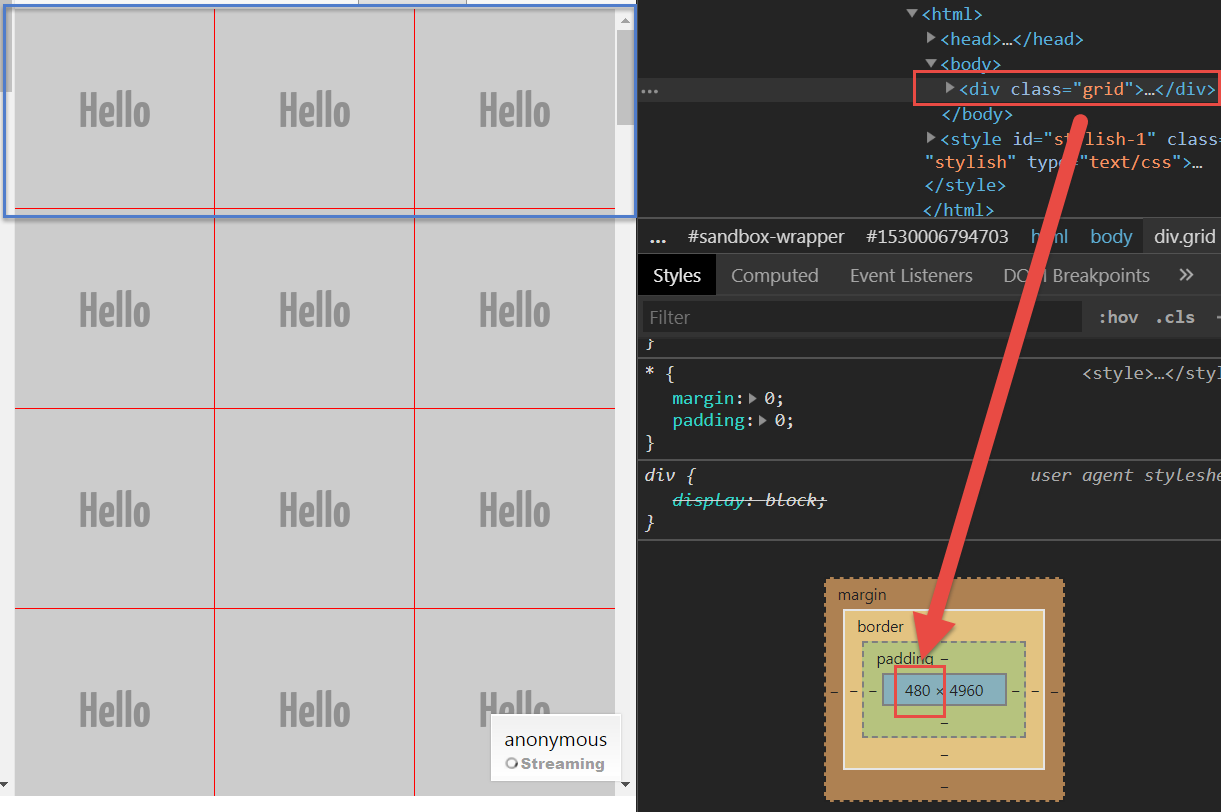 Hello Hello Hello
Hello Hello Hello
Hello Hello Hello
Hello Hello Hello
anonymous
Streaming
<html>
<head>…</head>
<body>
... <div class="grid">…</div>
</body>
<style id="stylish-1" class=
"stylish" type="text/css">…
</style>
</html>
... #sandbox-wrapper #1530006794703 html body div.grid
Styles Computed Event Listeners DOM Breakpoints »
Filter :hov .cls
}
* { <style>…</styl
margin: 0;
padding: 0;
}
div { user agent styleshe
display: block;
}
margin
border
padding –
– – – 480 × 4960 – – –
–
–
–